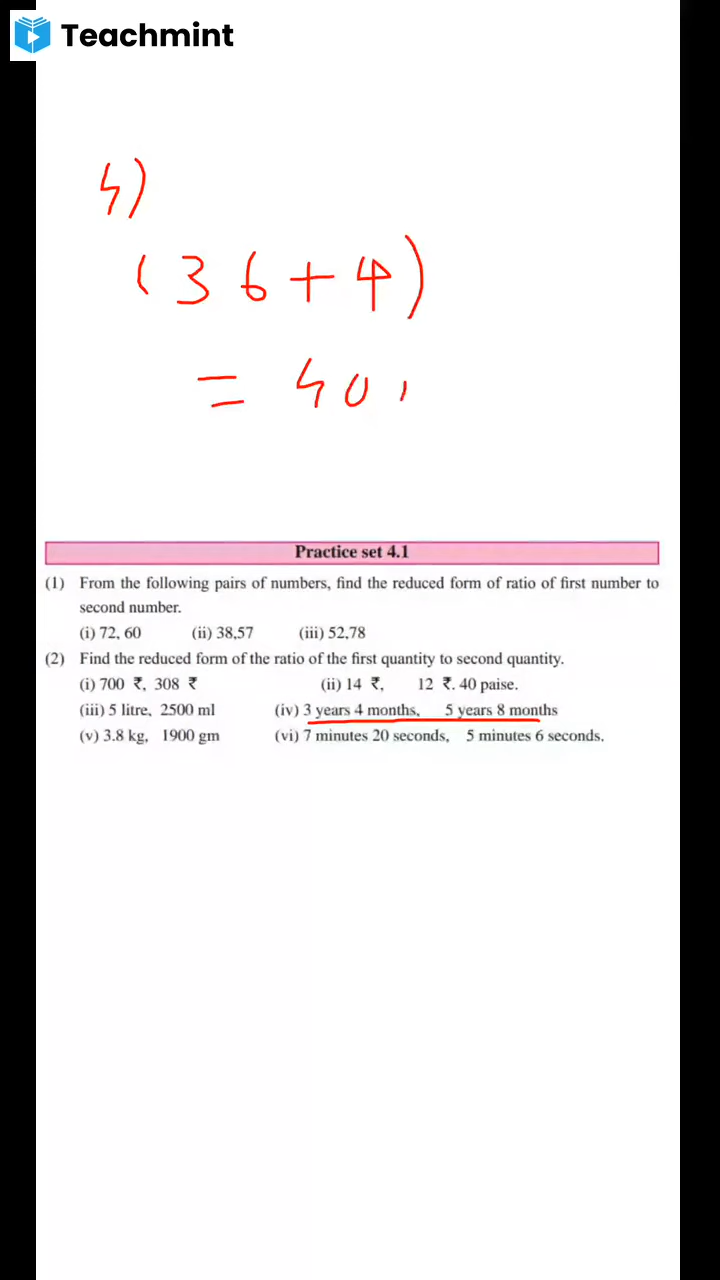 Teachmint
4)
(36+4)
= 40
Practice set 4.1
(1) From the following pairs of numbers, find the reduced form of ratio of first number to
second number.
(i) 72, 60 (ii) 38,57 (iii) 52,78
(2) Find the reduced form of the ratio of the first quantity to second quantity.
(i) 700 ₹, 308 ₹ (ii) 14 ₹, 12 ₹. 40 paise.
(iii) 5 litre, 2500 ml (iv) 3 years 4 months, 5 years 8 months
(v) 3.8 kg, 1900 gm (vi) 7 minutes 20 seconds, 5 minutes 6 seconds.